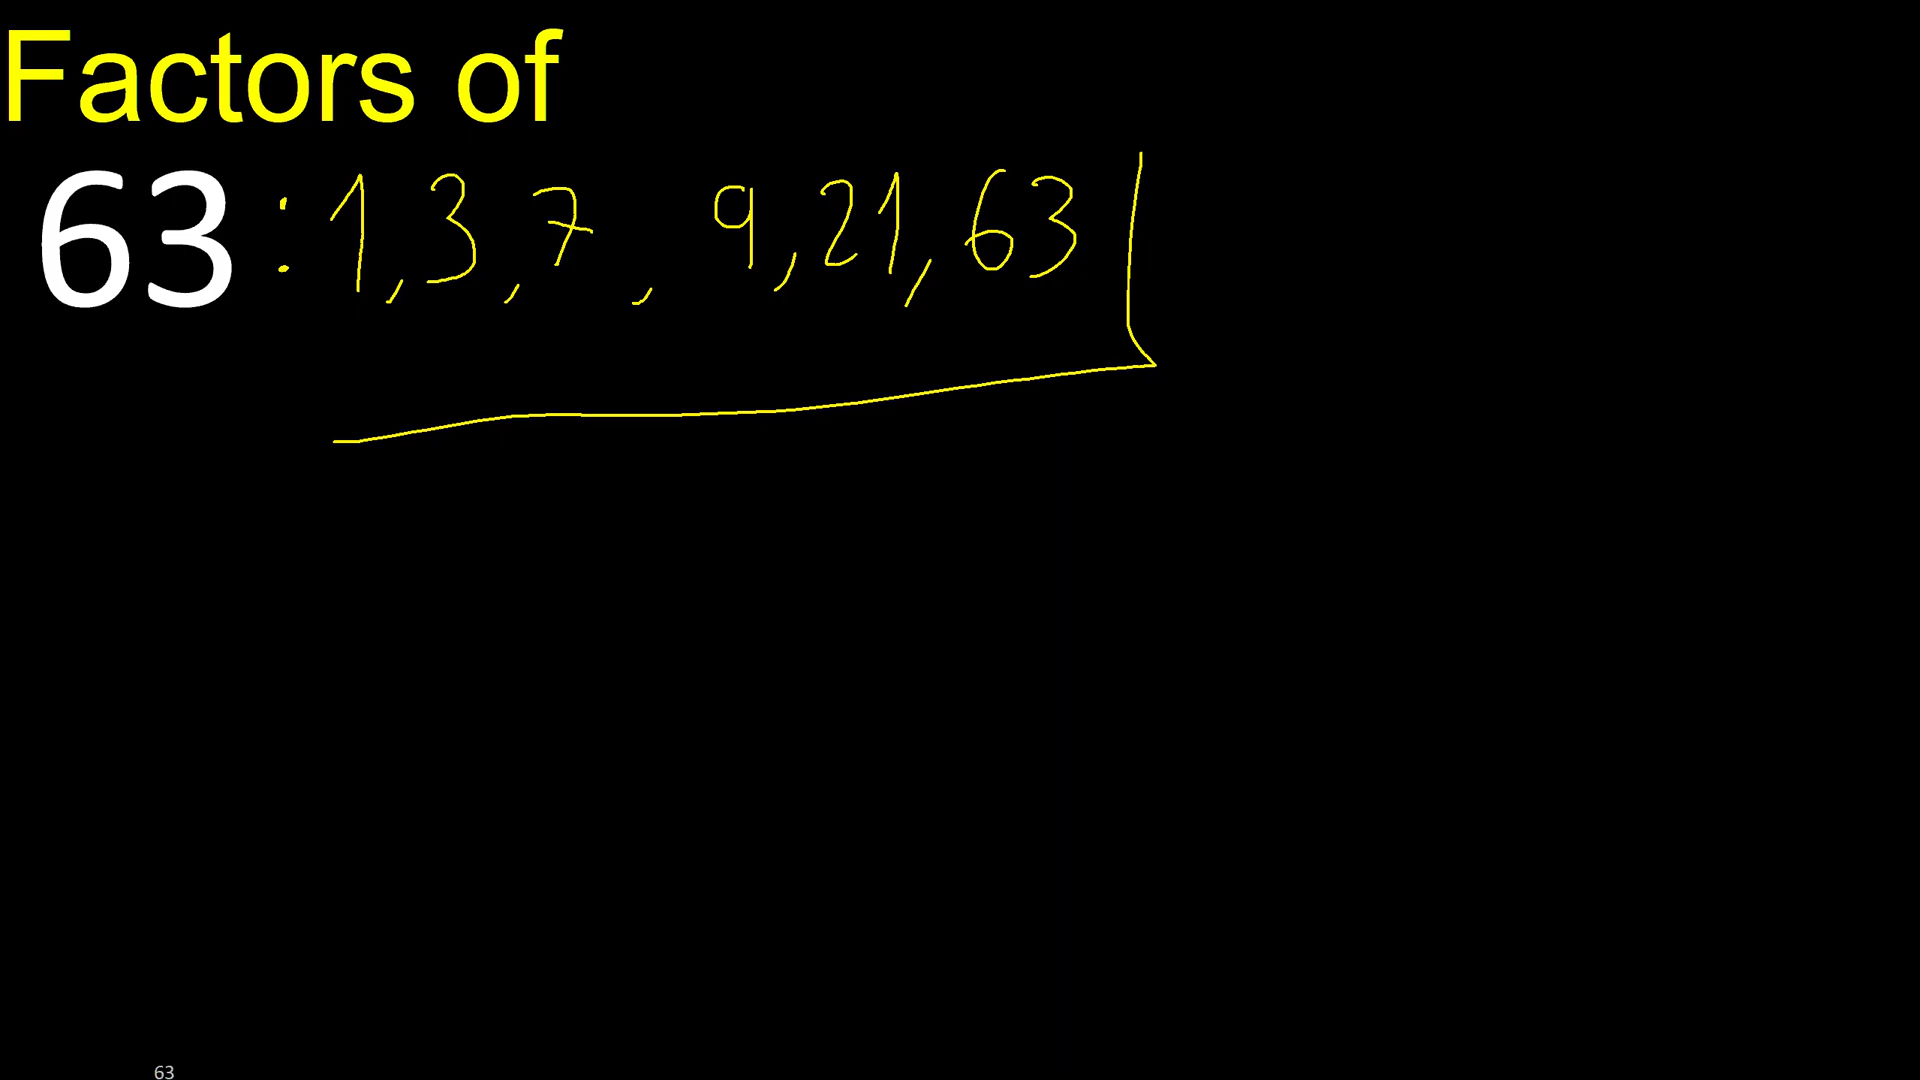 Factors of
63 : 1, 3, 7, 9, 21, 63
63